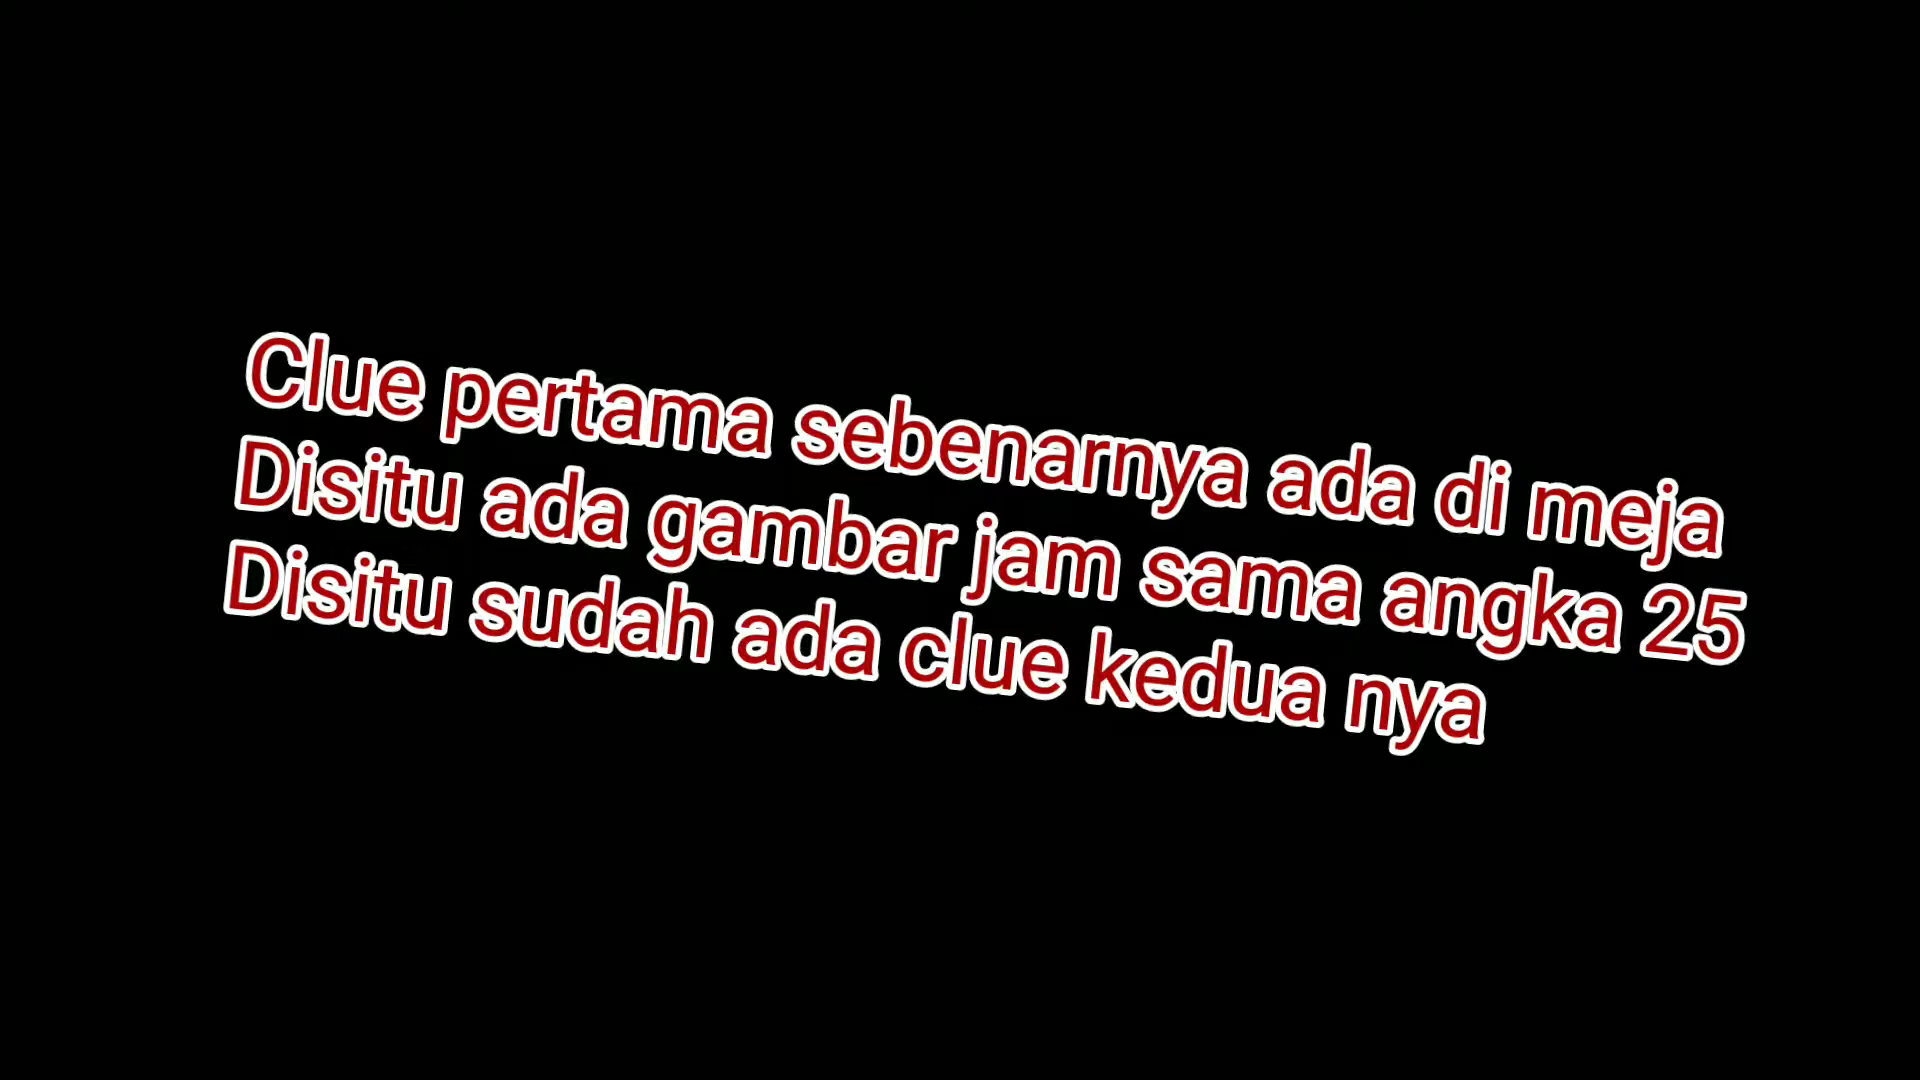 Clue pertama sebenarnya ada di meja
Disitu ada gambar jam sama angka 25
Disitu sudah ada clue kedua nya